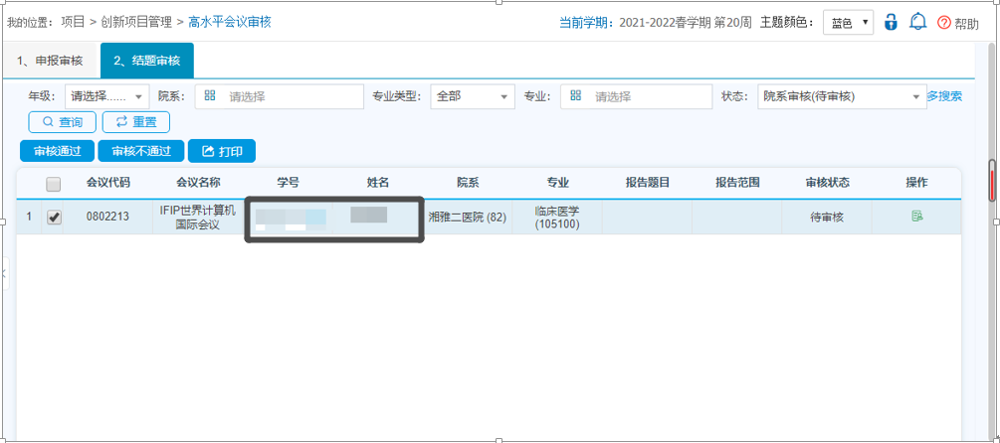 我的位置： 项目 > 创新项目管理 > 高水平会议审核
当前学期： 2021-2022春学期 第20周 主题颜色： 蓝色 帮助
1、申报审核 2、结题审核
年级： 请选择...... 院系： 请选择 专业类型： 全部 专业： 请选择 状态： 院系审核(待审核) 多搜索
查询 重置
审核通过 审核不通过 打印
会议代码 会议名称 学号 姓名 院系 专业 报告题目 报告范围 审核状态 操作
1 0802213 IFIP世界计算机 湘雅二医院 (82) 临床医学 待审核
国际会议 (105100)